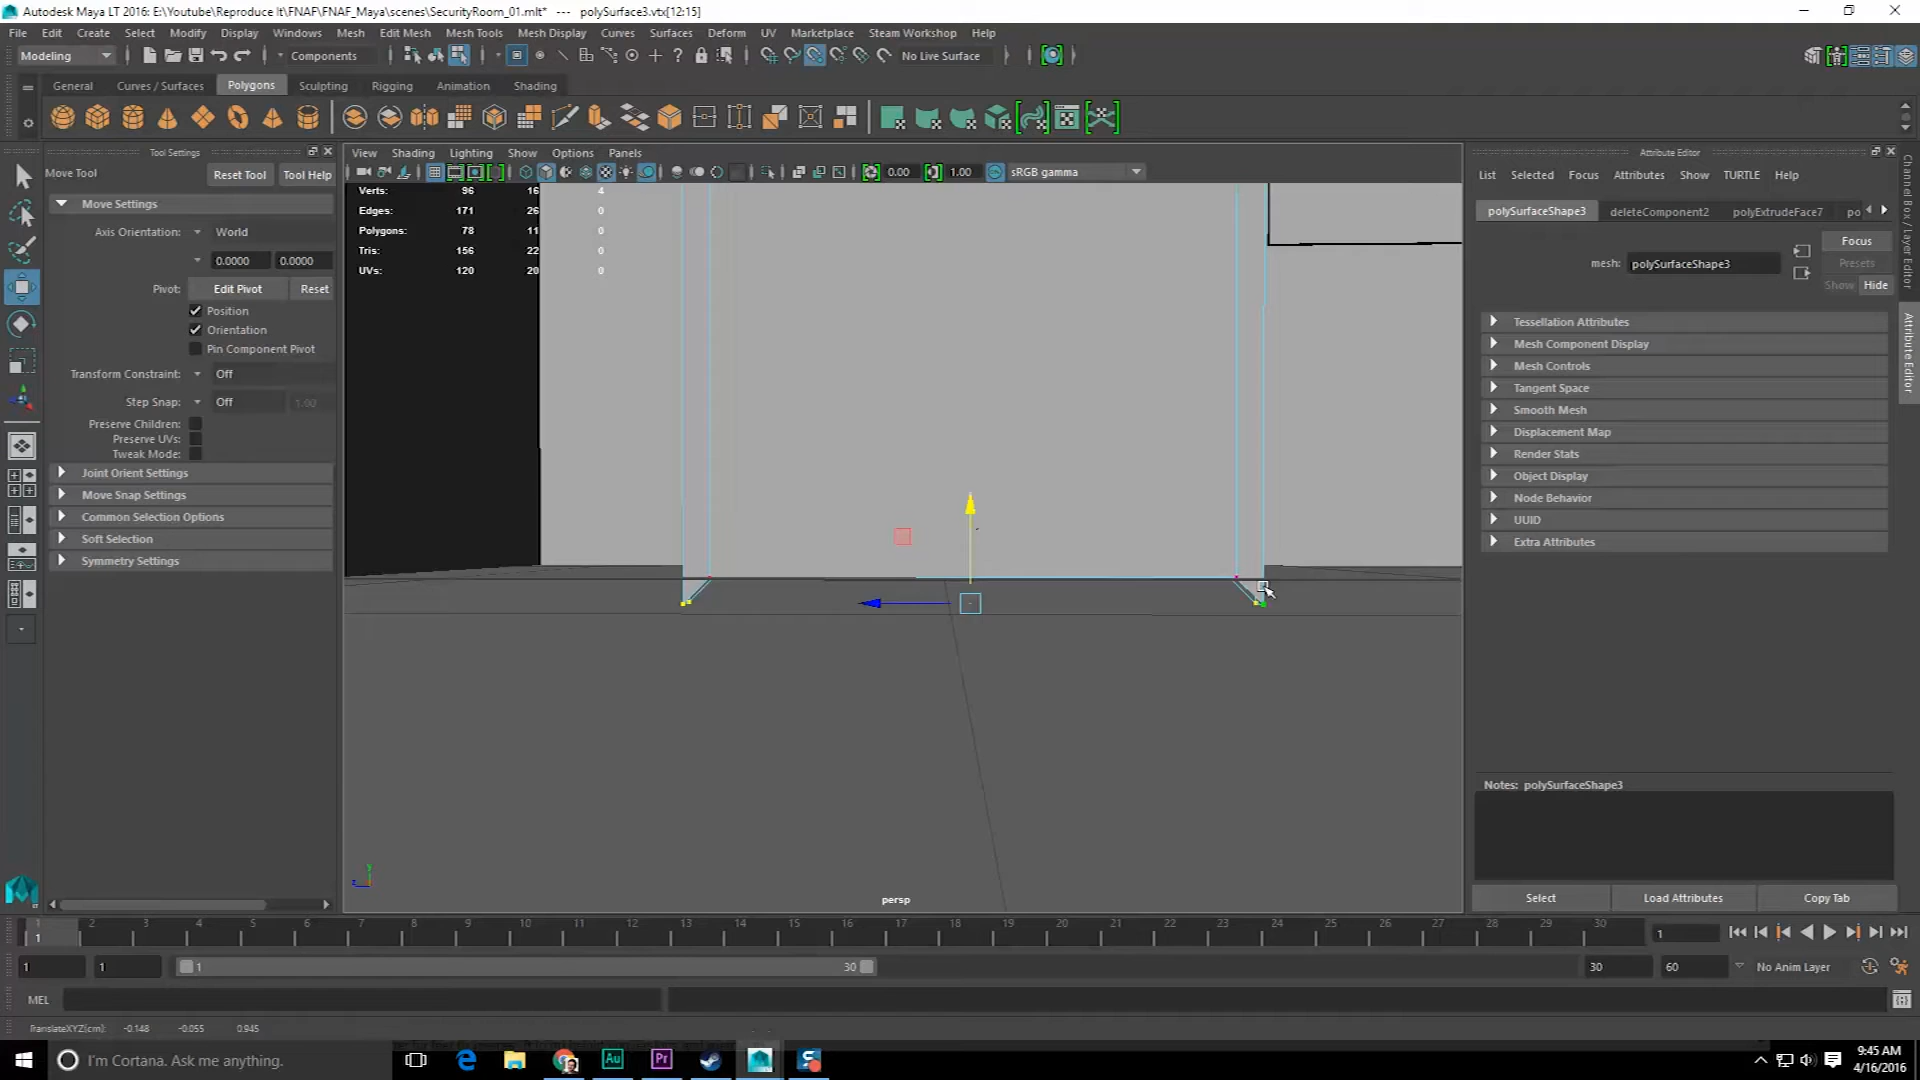 Autodesk Maya LT 2016: E:\Youtube\Reproduce It\FNAF\FNAF_Maya\scenes\SecurityRoom_01.mlt*   ---   polySurface3.vtx[12:15]
File Edit Create Select Modify Display Windows Mesh Edit Mesh Mesh Tools Mesh Display Curves Surfaces Deform UV Marketplace Steam Workshop Help
Modeling Components No Live Surface
General Curves / Surfaces Polygons Sculpting Rigging Animation Shading
Tool Settings
Move Tool Reset Tool Tool Help
Move Settings
Axis Orientation: World
0.0000 0.0000
Pivot: Edit Pivot Reset
Position
Orientation
Pin Component Pivot
Transform Constraint: Off
Step Snap: Off 1.00
Preserve Children:
Preserve UVs:
Tweak Mode:
Joint Orient Settings
Move Snap Settings
Common Selection Options
Soft Selection
Symmetry Settings
View Shading Lighting Show Options Panels
0.00 1.00 sRGB gamma
Verts: 96 16 4
Edges: 171 26 0
Polygons: 78 11 0
Tris: 156 22 0
UVs: 120 20 0
y
z
persp
Attribute Editor
List Selected Focus Attributes Show TURTLE Help
polySurfaceShape3 deleteComponent2 polyExtrudeFace7 po
Focus
mesh: polySurfaceShape3 Presets
Show Hide
Tessellation Attributes
Mesh Component Display
Mesh Controls
Tangent Space
Smooth Mesh
Displacement Map
Render Stats
Object Display
Node Behavior
UUID
Extra Attributes
Notes: polySurfaceShape3
Select Load Attributes Copy Tab
Channel Box / Layer Editor
Attribute Editor
1 2 3 4 5 6 7 8 9 10 11 12 13 14 15 16 17 18 19 20 21 22 23 24 25 26 27 28 29 30
1 1
1 1 1 30 30 60 No Anim Layer
MEL
TranslateXYZ(cm): -0.148 -0.055 0.945
I'm Cortana. Ask me anything.
Au Pr
9:45 AM
4/16/2016